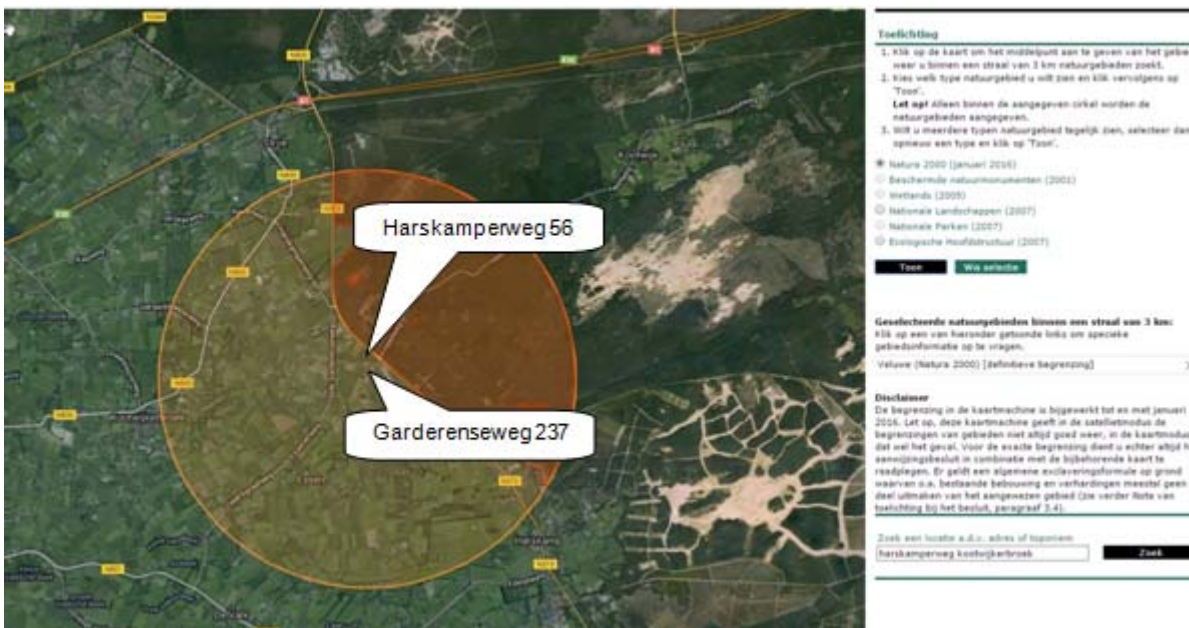 Harskamperweg 56
Garderenseweg 237
Harskamp
Toelichting
1. Klik op de kaart om het middelpunt aan te geven van het gebie
waar u binnen een straal van 3 km natuurgebieden zoekt.
2. Kies welk type natuurgebied u wilt zien en klik vervolgens op
'Toon'.
Let op! Alleen binnen de aangegeven cirkel worden de
natuurgebieden aangegeven.
3. Wilt u meerdere typen natuurgebied tegelijk zien, selecteer dan
opnieuw een type en klik op 'Toon'.
Natura 2000 (januari 2016)
Beschermde natuurmonumenten (2001)
Wetlands (2005)
Nationale Landschappen (2007)
Nationale Parken (2007)
Ecologische Hoofdstructuur (2007)
Toon
Wis selectie
Geselecteerde natuurgebieden binnen een straal van 3 km:
Klik op een van hieronder getoonde links om specieke
gebiedsinformatie op te vragen.
Veluwe (Natura 2000) [definitieve begrenzing]
Disclaimer
De begrenzing in de kaartmachine is bijgewerkt tot en met januari
2016. Let op, deze kaartmachine geeft in de satellietmodus de
begrenzingen van gebieden niet altijd goed weer, in de kaartmodus
dat wel het geval. Voor de exacte begrenzing dient u echter altijd h
aanwijzingsbesluit in combinatie met de bijbehorende kaart te
raadplegen. Er geldt een algemene exclaveringsformule op grond
waarvan o.a. bestaande bebouwing en verhardingen meestal geen
deel uitmaken van het aangewezen gebied (zie verder Nota van
toelichting bij het besluit, paragraaf 3.4).
Zoek een locatie a.d.v. adres of toponiem
harskamperweg kootwijkerbroek
Zoek